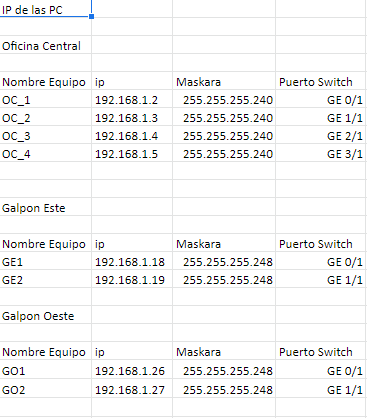 IP de las PC
Oficina Central
Nombre Equipo ip Maskara Puerto Switch
OC_1 192.168.1.2 255.255.255.240 GE 0/1
OC_2 192.168.1.3 255.255.255.240 GE 1/1
OC_3 192.168.1.4 255.255.255.240 GE 2/1
OC_4 192.168.1.5 255.255.255.240 GE 3/1
Galpon Este
Nombre Equipo ip Maskara Puerto Switch
GE1 192.168.1.18 255.255.255.248 GE 0/1
GE2 192.168.1.19 255.255.255.248 GE 1/1
Galpon Oeste
Nombre Equipo ip Maskara Puerto Switch
GO1 192.168.1.26 255.255.255.248 GE 0/1
GO2 192.168.1.27 255.255.255.248 GE 1/1